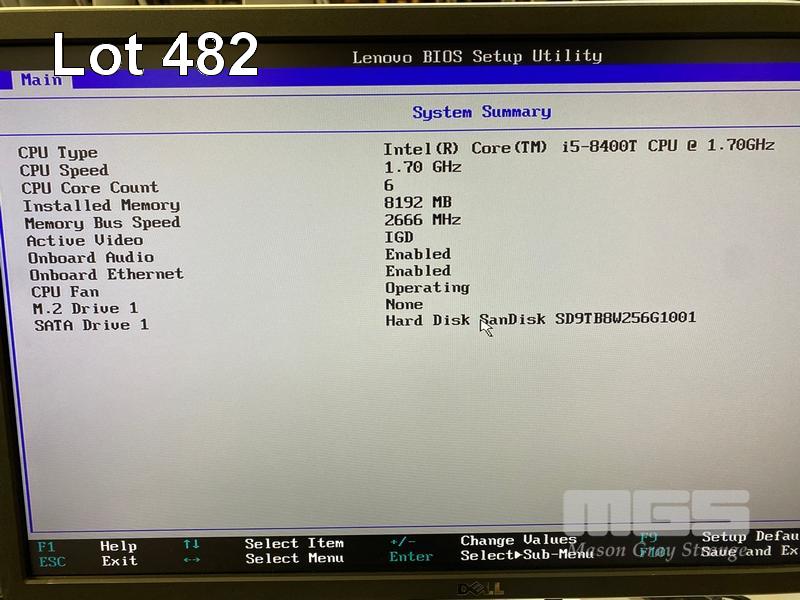 Lot 482
Lenovo BIOS Setup Utility
Main
System Summary
CPU Type Intel(R) Core(TM) i5-8400T CPU @ 1.70GHz
CPU Speed 1.70 GHz
CPU Core Count 6
Installed Memory 8192 MB
Memory Bus Speed 2666 MHz
Active Video IGD
Onboard Audio Enabled
Onboard Ethernet Enabled
CPU Fan Operating
M.2 Drive 1 None
SATA Drive 1 Hard Disk SanDisk SD9TB8W256G1001
MGS
Mason Gray Strange
F1 Help ↑↓ Select Item +/- Change Values F9 Setup Defau
ESC Exit ←→ Select Menu Enter Select▶Sub-Menu F10 Save and Ex
DELL